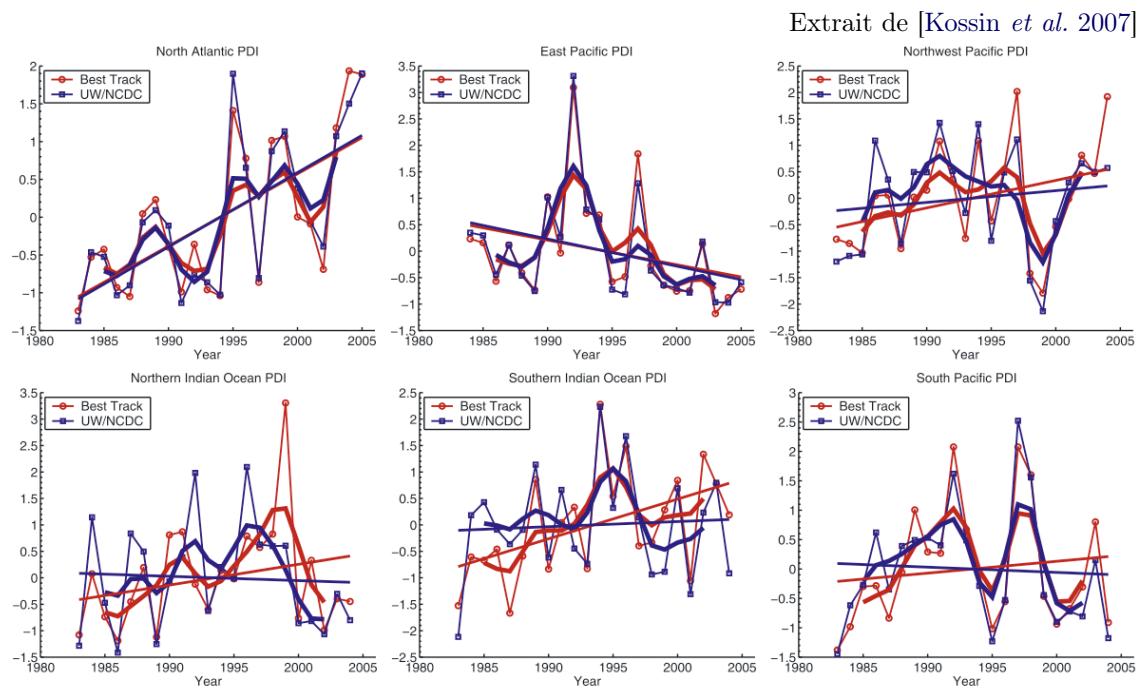 Extrait de [Kossin et al. 2007]
North Atlantic PDI
Best Track
UW/NCDC
2
1.5
1
0.5
0
−0.5
−1
−1.5
1980 1985 1990 1995 2000 2005
Year
East Pacific PDI
Best Track
UW/NCDC
3.5
3
2.5
2
1.5
1
0.5
0
−0.5
−1
−1.5
1980 1985 1990 1995 2000 2005
Year
Northwest Pacific PDI
Best Track
UW/NCDC
2.5
2
1.5
1
0.5
0
−0.5
−1
−1.5
−2
−2.5
1980 1985 1990 1995 2000 2005
Year
Northern Indian Ocean PDI
Best Track
UW/NCDC
3.5
3
2.5
2
1.5
1
0.5
0
−0.5
−1
−1.5
1980 1985 1990 1995 2000 2005
Year
Southern Indian Ocean PDI
Best Track
UW/NCDC
2.5
2
1.5
1
0.5
0
−0.5
−1
−1.5
−2
−2.5
1980 1985 1990 1995 2000 2005
Year
South Pacific PDI
Best Track
UW/NCDC
3
2.5
2
1.5
1
0.5
0
−0.5
−1
−1.5
1980 1985 1990 1995 2000 2005
Year